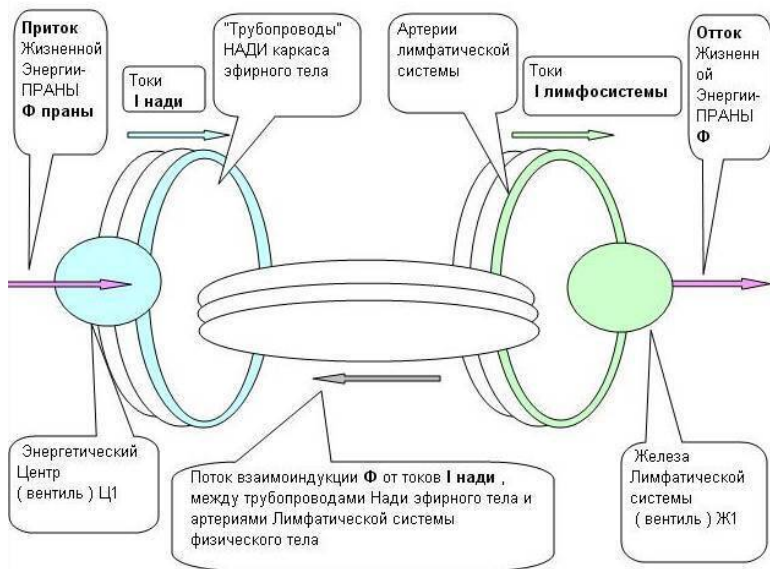 Приток
Жизненной
Энергии-
ПРАНЫ
Ф праны
Токи
I нади
"Трубопроводы"
НАДИ каркаса
эфирного тела
Артерии
лимфатической
системы
Токи
I лимфосистемы
Отток
Жизненн
ой
Энергии-
ПРАНЫ
Ф
Энергетический
Центр
( вентиль ) Ц1
Поток взаимоиндукции Ф от токов I нади ,
между трубопроводами Нади эфирного тела и
артериями Лимфатической системы
физического тела
Железа
Лимфатической
системы
( вентиль ) Ж1